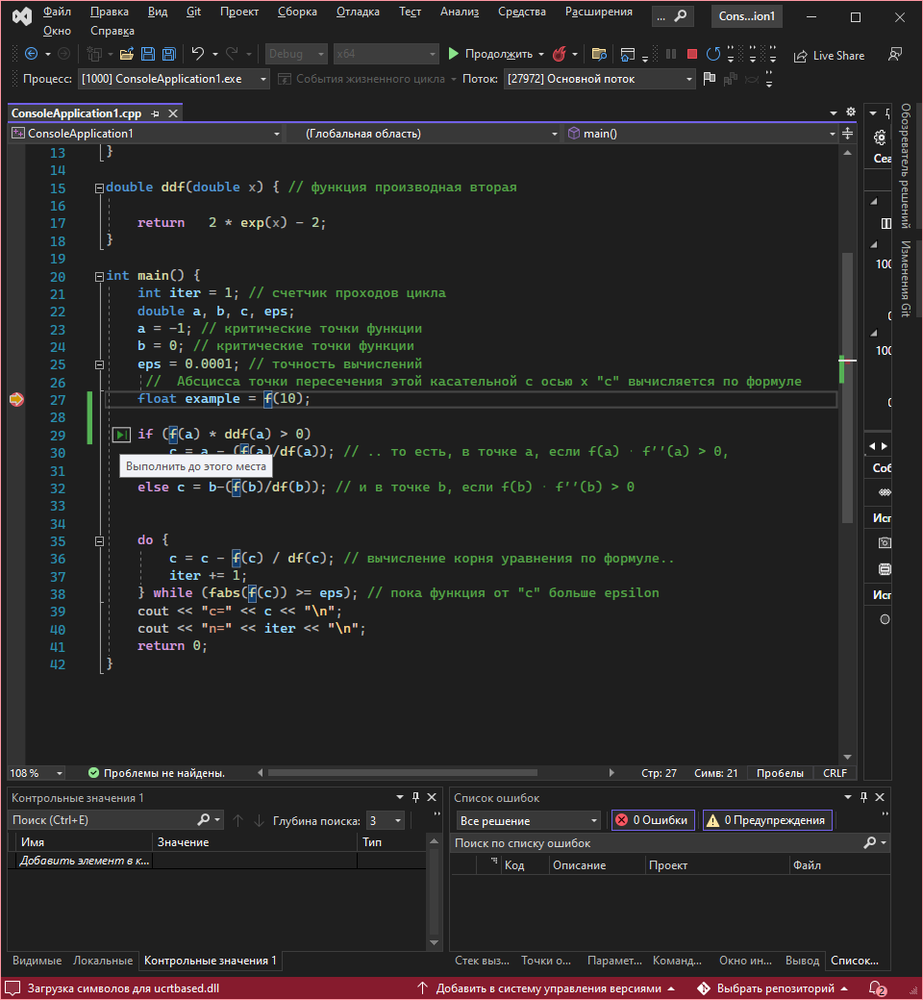 Файл Правка Вид Git Проект Сборка Отладка Тест Анализ Средства Расширения ... Cons...ion1
Окно Справка
Debug x64 Продолжить Live Share
Процесс: [1000] ConsoleApplication1.exe События жизненного цикла Поток: [27972] Основной поток
ConsoleApplication1.cpp
ConsoleApplication1 (Глобальная область) main()
13 }
14
15 double ddf(double x) { // функция производная вторая
16
17 return 2 * exp(x) - 2;
18 }
19
20 int main() {
21 int iter = 1; // счетчик проходов цикла
22 double a, b, c, eps;
23 a = -1; // критические точки функции
24 b = 0; // критические точки функции
25 eps = 0.0001; // точность вычислений
26 // Абсцисса точки пересечения этой касательной с осью x "c" вычисляется по формуле
27 float example = f(10);
28
29 if (f(a) * ddf(a) > 0)
30 c = a - (f(a)/df(a)); // .. то есть, в точке a, если f(a) · f''(a) > 0,
Выполнить до этого места
31
32 else c = b-(f(b)/df(b)); // и в точке b, если f(b) · f''(b) > 0
33
34
35 do {
36 c = c - f(c) / df(c); // вычисление корня уравнения по формуле..
37 iter += 1;
38 } while (fabs(f(c)) >= eps); // пока функция от "c" больше epsilon
39 cout << "c=" << c << "\n";
40 cout << "n=" << iter << "\n";
41 return 0;
42 }
108 % Проблемы не найдены. Стр: 27 Симв: 21 Пробелы CRLF
Сеа
100
0
100
0
Соб
Исп
Исп
Обозреватель решений
Изменения Git
Контрольные значения 1
Поиск (Ctrl+E) Глубина поиска: 3
Имя Значение Тип
Добавить элемент в к...
Видимые Локальные Контрольные значения 1
Список ошибок
Все решение 0 Ошибки 0 Предупреждения
Поиск по списку ошибок
Код Описание Проект Файл
Стек выз... Точки о... Парамет... Команд... Окно ин... Вывод Список...
Загрузка символов для ucrtbased.dll Добавить в систему управления версиями Выбрать репозиторий 2